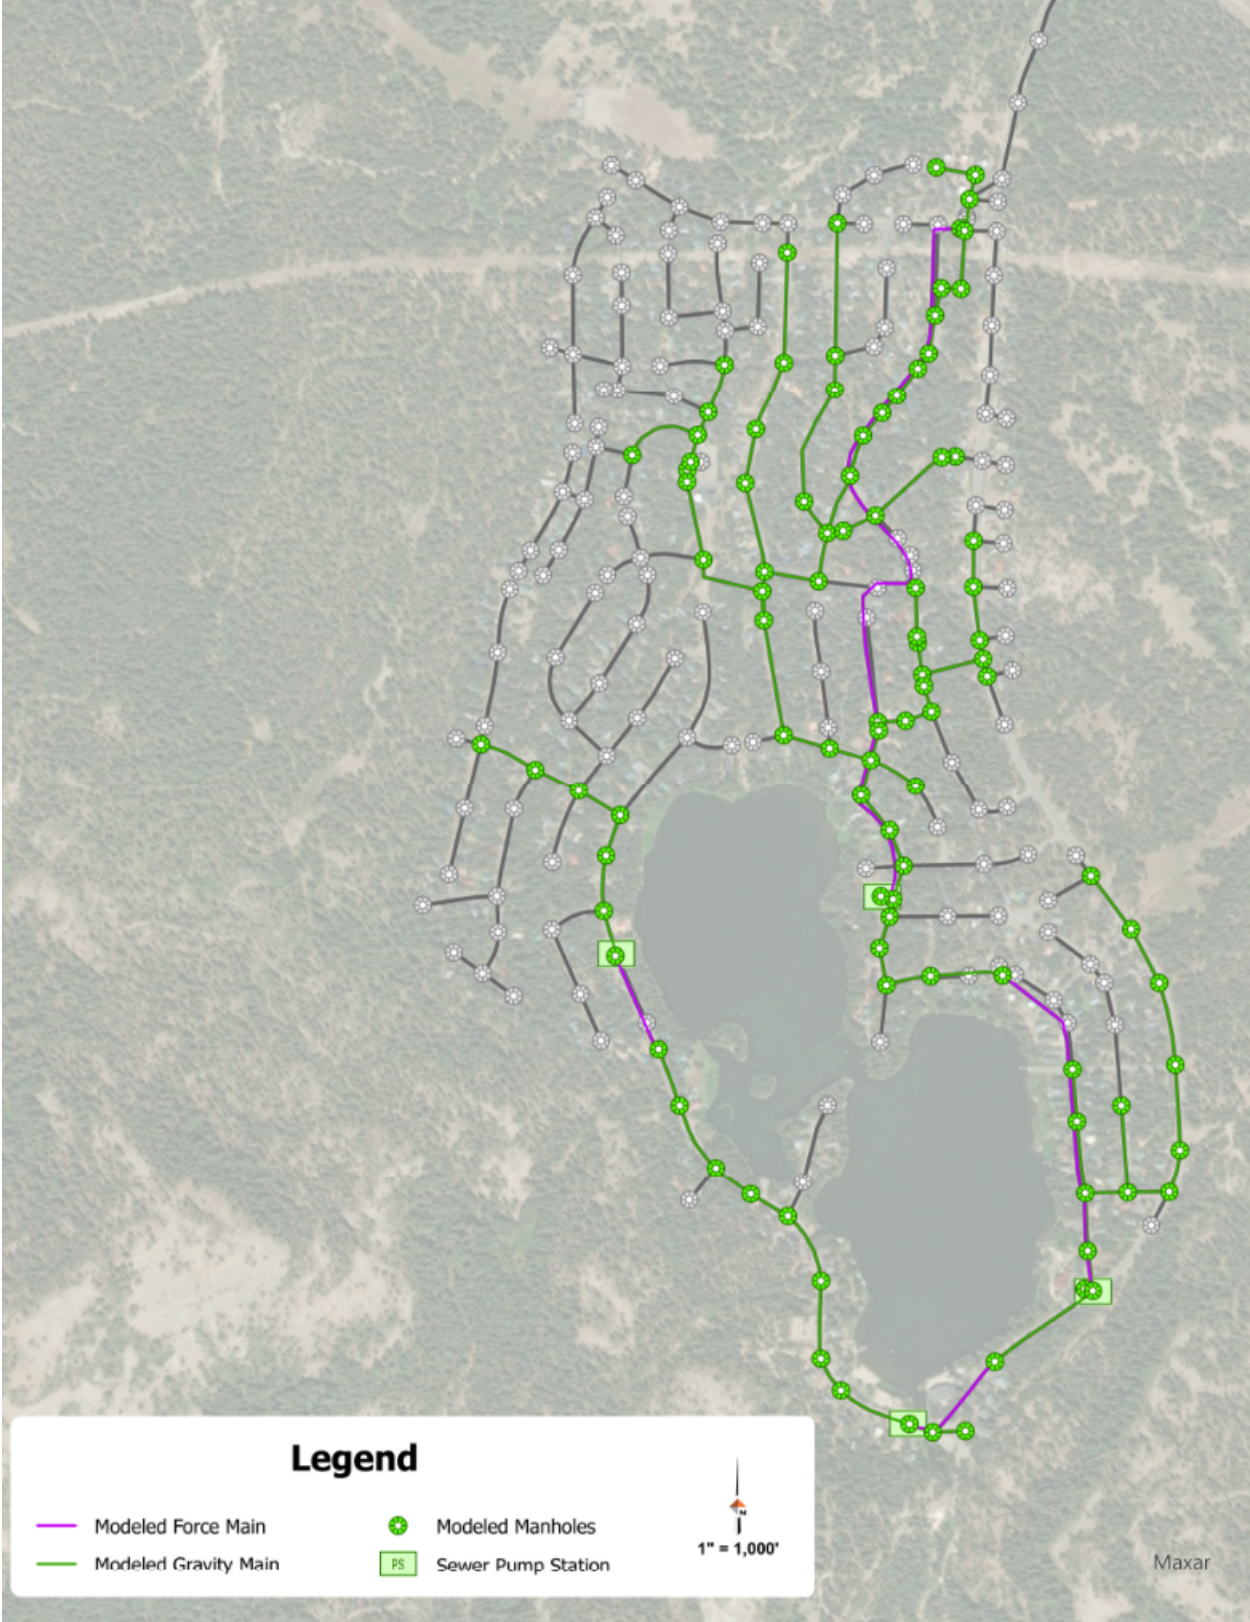 Legend
Modeled Force Main
Modeled Manholes
Modeled Gravity Main
PS
Sewer Pump Station
N
1" = 1,000'
Maxar